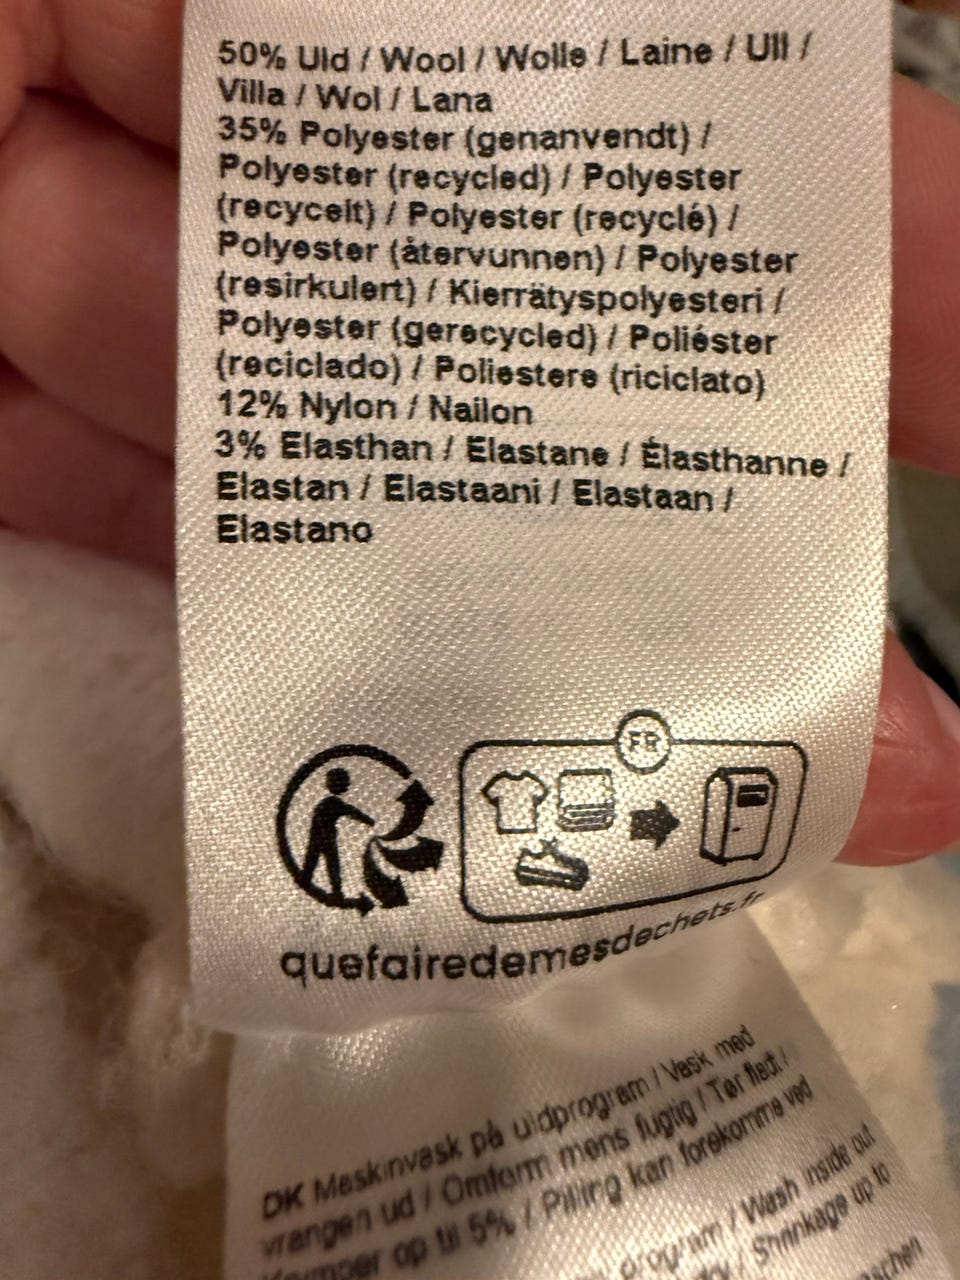 50% Uld / Wool / Wolle / Laine / Ull /
Villa / Wol / Lana
35% Polyester (genanvendt) /
Polyester (recycled) / Polyester
(recycelt) / Polyester (recyclé) /
Polyester (återvunnen) / Polyester
(resirkulert) / Kierrätyspolyesteri /
Polyester (gerecycled) / Poliéster
(reciclado) / Poliestere (riciclato)
12% Nylon / Nailon
3% Elasthan / Elastane / Élasthanne /
Elastan / Elastaani / Elastaan /
Elastano
FR
quefairedemesdechets.fr
DK Maskinvask på uldprogram / Vask med
vrangen ud / Omform mens fugtig / Tør fladt /
Krymper op til 5% / Pilling kan forekomme ved
program / Wash inside out
/ Shrinkage up to